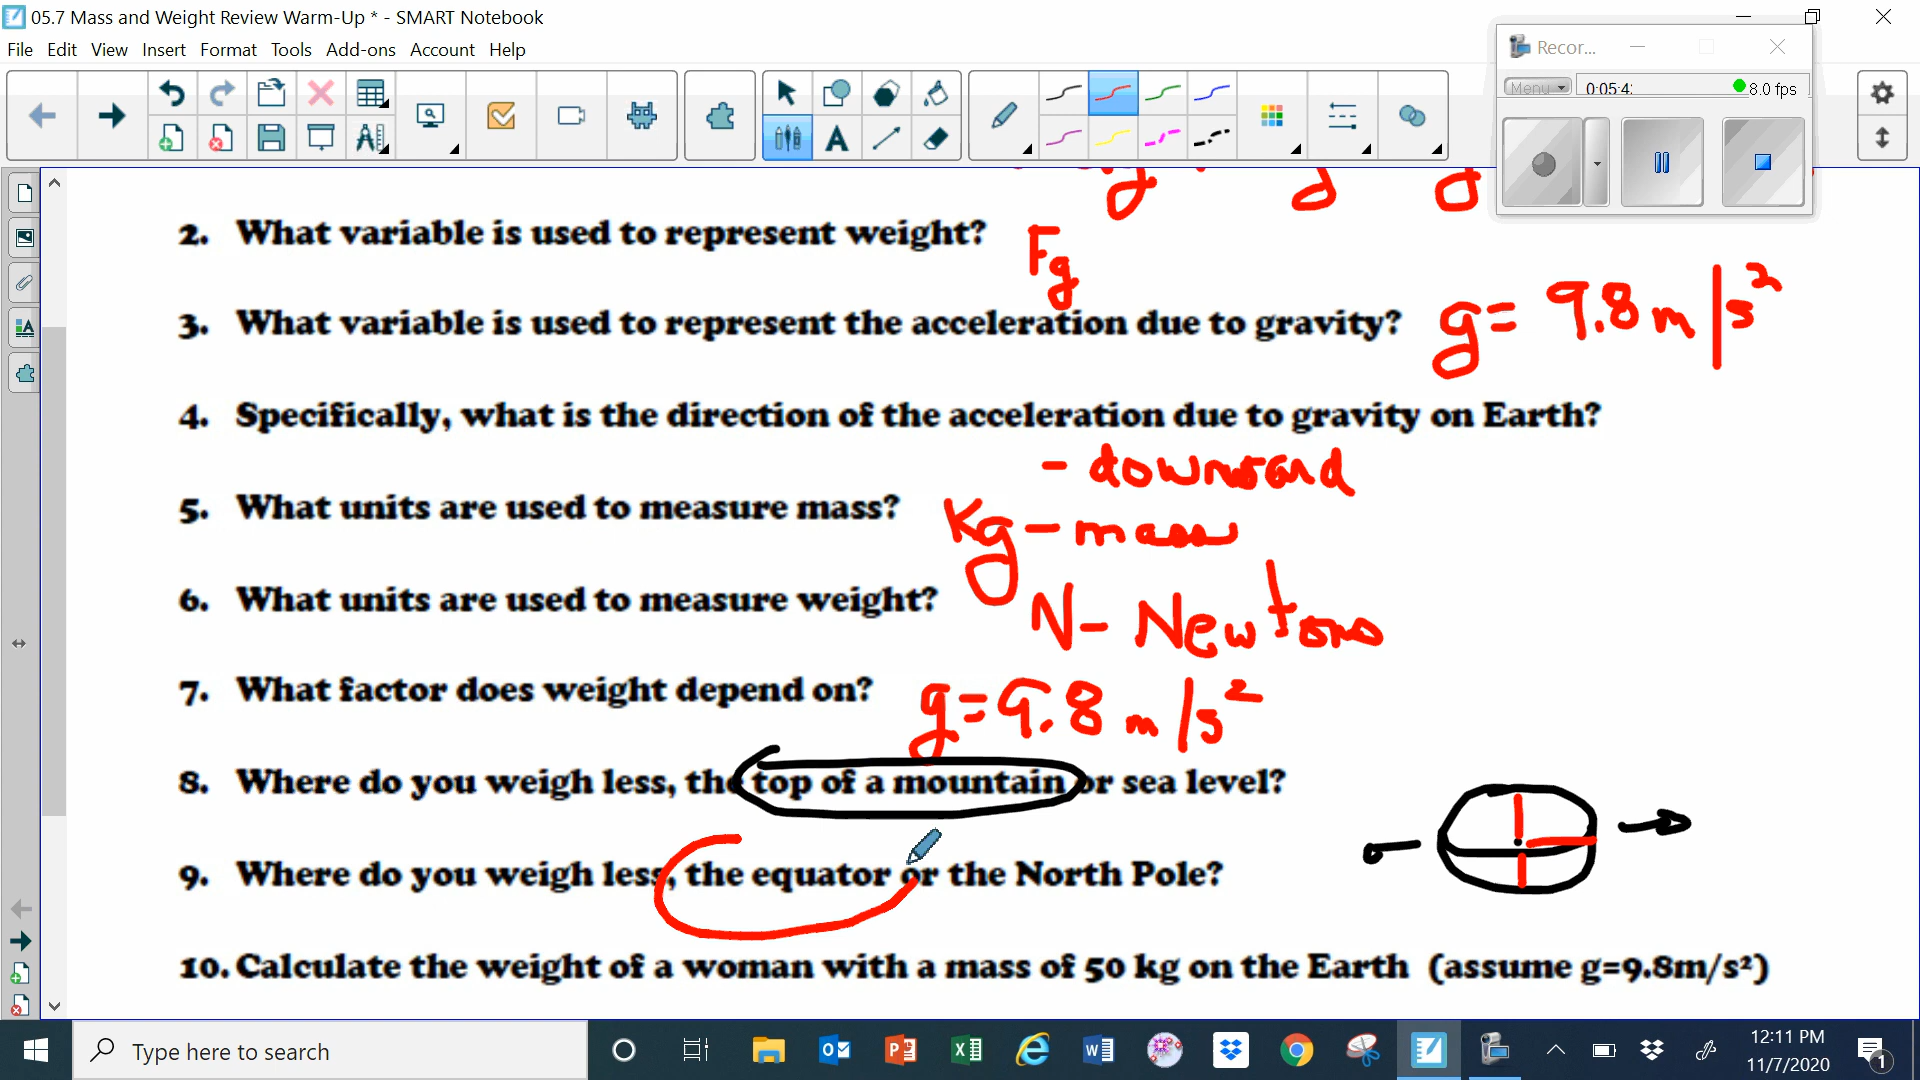 05.7 Mass and Weight Review Warm-Up * - SMART Notebook
File Edit View Insert Format Tools Add-ons Account Help
Recor...
Menu 0:05:4 8.0 fps
2. What variable is used to represent weight? Fg
3. What variable is used to represent the acceleration due to gravity? g= 9.8 m/s²
4. Specifically, what is the direction of the acceleration due to gravity on Earth?
- downward
5. What units are used to measure mass? Kg - mass
6. What units are used to measure weight? N - Newtons
7. What factor does weight depend on? g=9.8 m/s²
8. Where do you weigh less, the top of a mountain or sea level?
9. Where do you weigh less, the equator or the North Pole?
10. Calculate the weight of a woman with a mass of 50 kg on the Earth (assume g=9.8m/s²)
Type here to search
12:11 PM
11/7/2020
1